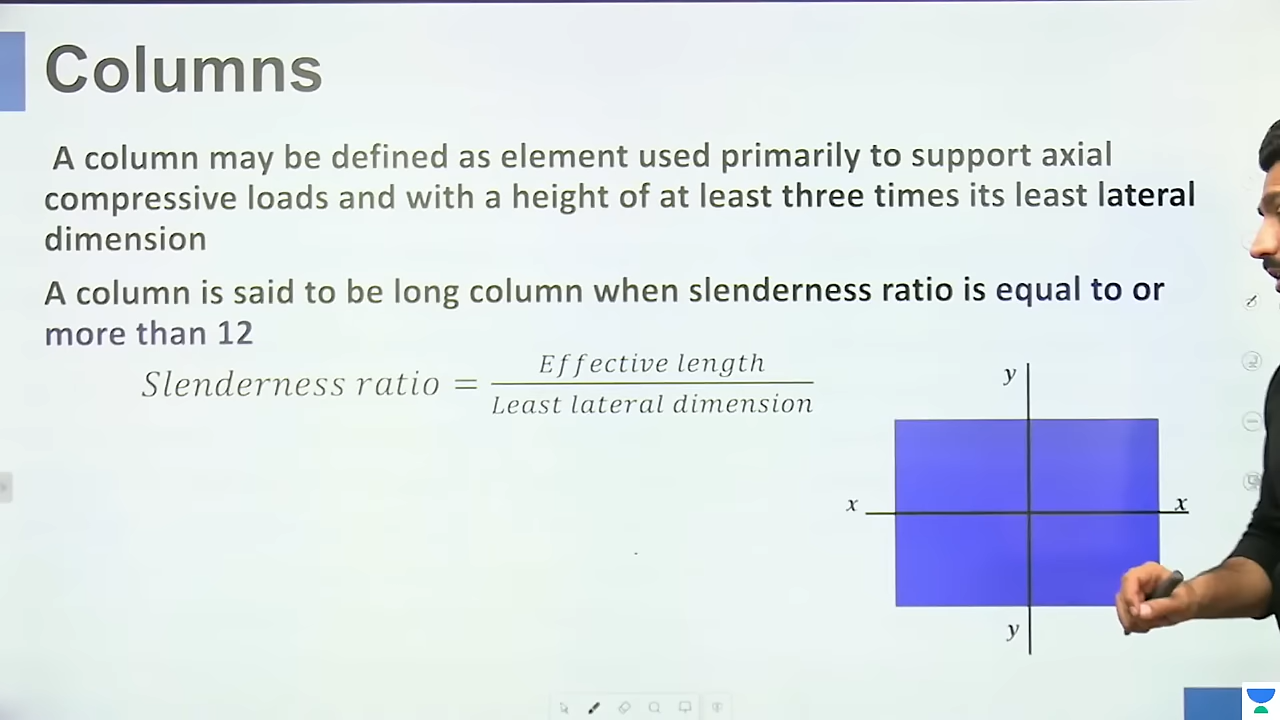 Columns
A column may be defined as element used primarily to support axial
compressive loads and with a height of at least three times its least lateral
dimension
A column is said to be long column when slenderness ratio is equal to or
more than 12
Slenderness ratio = Effective length / Least lateral dimension
y
x x
y